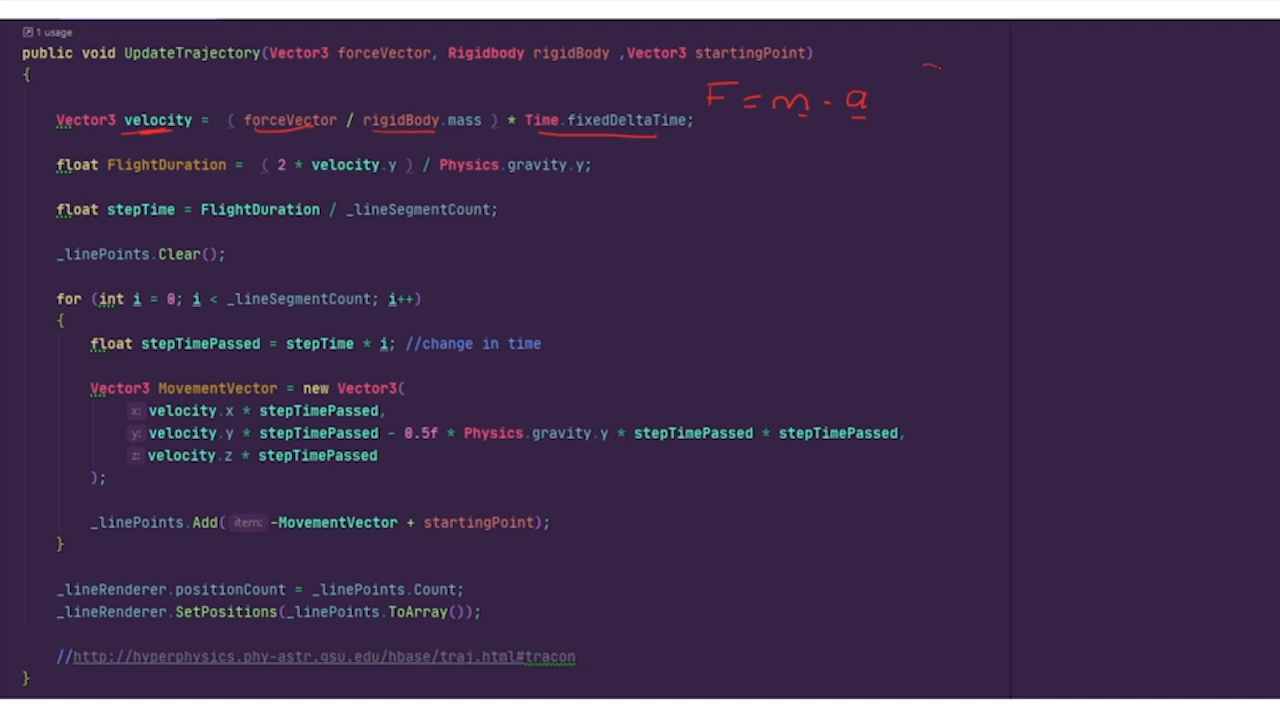 1 usage
public void UpdateTrajectory(Vector3 forceVector, Rigidbody rigidBody ,Vector3 startingPoint)
{
F = m · a
Vector3 velocity = ( forceVector / rigidBody.mass ) * Time.fixedDeltaTime;
float FlightDuration = ( 2 * velocity.y ) / Physics.gravity.y;
float stepTime = FlightDuration / _lineSegmentCount;
_linePoints.Clear();
for (int i = 0; i < _lineSegmentCount; i++)
{
float stepTimePassed = stepTime * i; //change in time
Vector3 MovementVector = new Vector3(
x: velocity.x * stepTimePassed,
y: velocity.y * stepTimePassed - 0.5f * Physics.gravity.y * stepTimePassed * stepTimePassed,
z: velocity.z * stepTimePassed
);
_linePoints.Add( item: -MovementVector + startingPoint);
}
_lineRenderer.positionCount = _linePoints.Count;
_lineRenderer.SetPositions(_linePoints.ToArray());
//http://hyperphysics.phy-astr.gsu.edu/hbase/traj.html#tracon
}